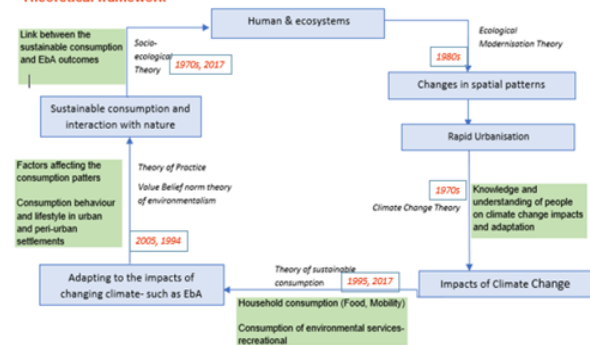 Theoretical framework
Human & ecosystems
Link between the
sustainable consumption
and EbA outcomes
Socio-
ecological
Theory
1970s, 2017
Ecological
Modernisation Theory
1980s
Changes in spatial patterns
Sustainable consumption and
interaction with nature
Rapid Urbanisation
Factors affecting the
consumption patters
Consumption behaviour
and lifestyle in urban
and peri-urban
settlements
Theory of Practice
Value Belief norm theory
of environmentalism
2005, 1994
1970s
Climate Change Theory
Knowledge and
understanding of people
on climate change impacts
and adaptation
Adapting to the impacts of
changing climate- such as EbA
Theory of sustainable
consumption
1995, 2017
Impacts of Climate Change
Household consumption (Food, Mobility)
Consumption of environmental services-
recreational